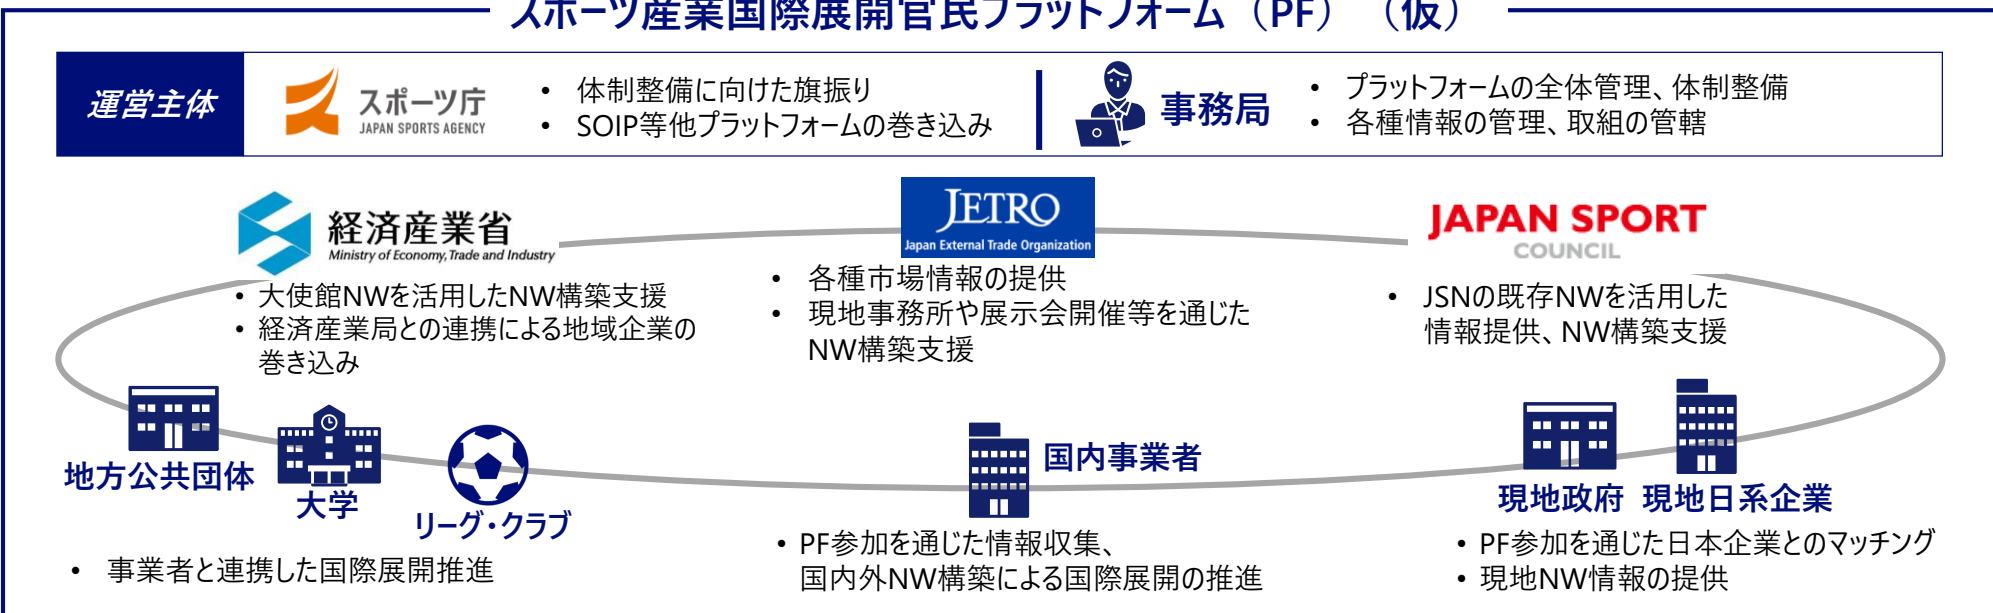 スポーツ産業国際展開官民プラットフォーム（PF）（仮）
運営主体
スポーツ庁
JAPAN SPORTS AGENCY
• 体制整備に向けた旗振り
• SOIP等他プラットフォームの巻き込み
事務局
• プラットフォームの全体管理、体制整備
• 各種情報の管理、取組の管轄
経済産業省
Ministry of Economy, Trade and Industry
• 大使館NWを活用したNW構築支援
• 経済産業局との連携による地域企業の
巻き込み
JETRO
Japan External Trade Organization
• 各種市場情報の提供
• 現地事務所や展示会開催等を通じた
NW構築支援
JAPAN SPORT
COUNCIL
• JSNの既存NWを活用した
情報提供、NW構築支援
地方公共団体
大学
リーグ・クラブ
• 事業者と連携した国際展開推進
国内事業者
• PF参加を通じた情報収集、
国内外NW構築による国際展開の推進
現地政府
現地日系企業
• PF参加を通じた日本企業とのマッチング
• 現地NW情報の提供